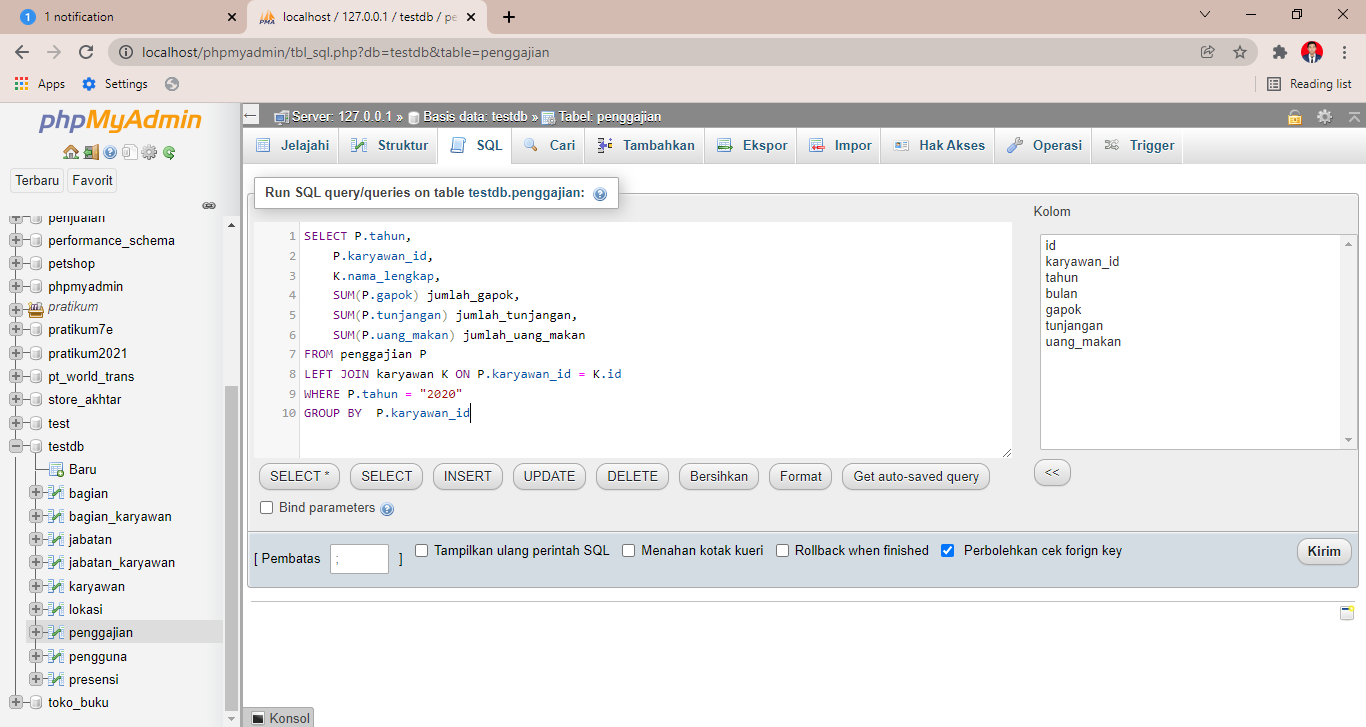 1 notification
localhost / 127.0.0.1 / testdb / pe
localhost/phpmyadmin/tbl_sql.php?db=testdb&table=penggajian
Apps
Settings
Reading list
phpMyAdmin
Terbaru
Favorit
penjualan
performance_schema
petshop
phpmyadmin
pratikum
pratikum7e
pratikum2021
pt_world_trans
store_akhtar
test
testdb
Baru
bagian
bagian_karyawan
jabatan
jabatan_karyawan
karyawan
lokasi
penggajian
pengguna
presensi
toko_buku
Server: 127.0.0.1 » Basis data: testdb » Tabel: penggajian
Jelajahi
Struktur
SQL
Cari
Tambahkan
Ekspor
Impor
Hak Akses
Operasi
Trigger
Run SQL query/queries on table testdb.penggajian:
1 SELECT P.tahun,
2 P.karyawan_id,
3 K.nama_lengkap,
4 SUM(P.gapok) jumlah_gapok,
5 SUM(P.tunjangan) jumlah_tunjangan,
6 SUM(P.uang_makan) jumlah_uang_makan
7 FROM penggajian P
8 LEFT JOIN karyawan K ON P.karyawan_id = K.id
9 WHERE P.tahun = "2020"
10 GROUP BY  P.karyawan_id
Kolom
id
karyawan_id
tahun
bulan
gapok
tunjangan
uang_makan
SELECT *
SELECT
INSERT
UPDATE
DELETE
Bersihkan
Format
Get auto-saved query
<<
Bind parameters
[ Pembatas ; ]
Tampilkan ulang perintah SQL
Menahan kotak kueri
Rollback when finished
Perbolehkan cek forign key
Kirim
Konsol